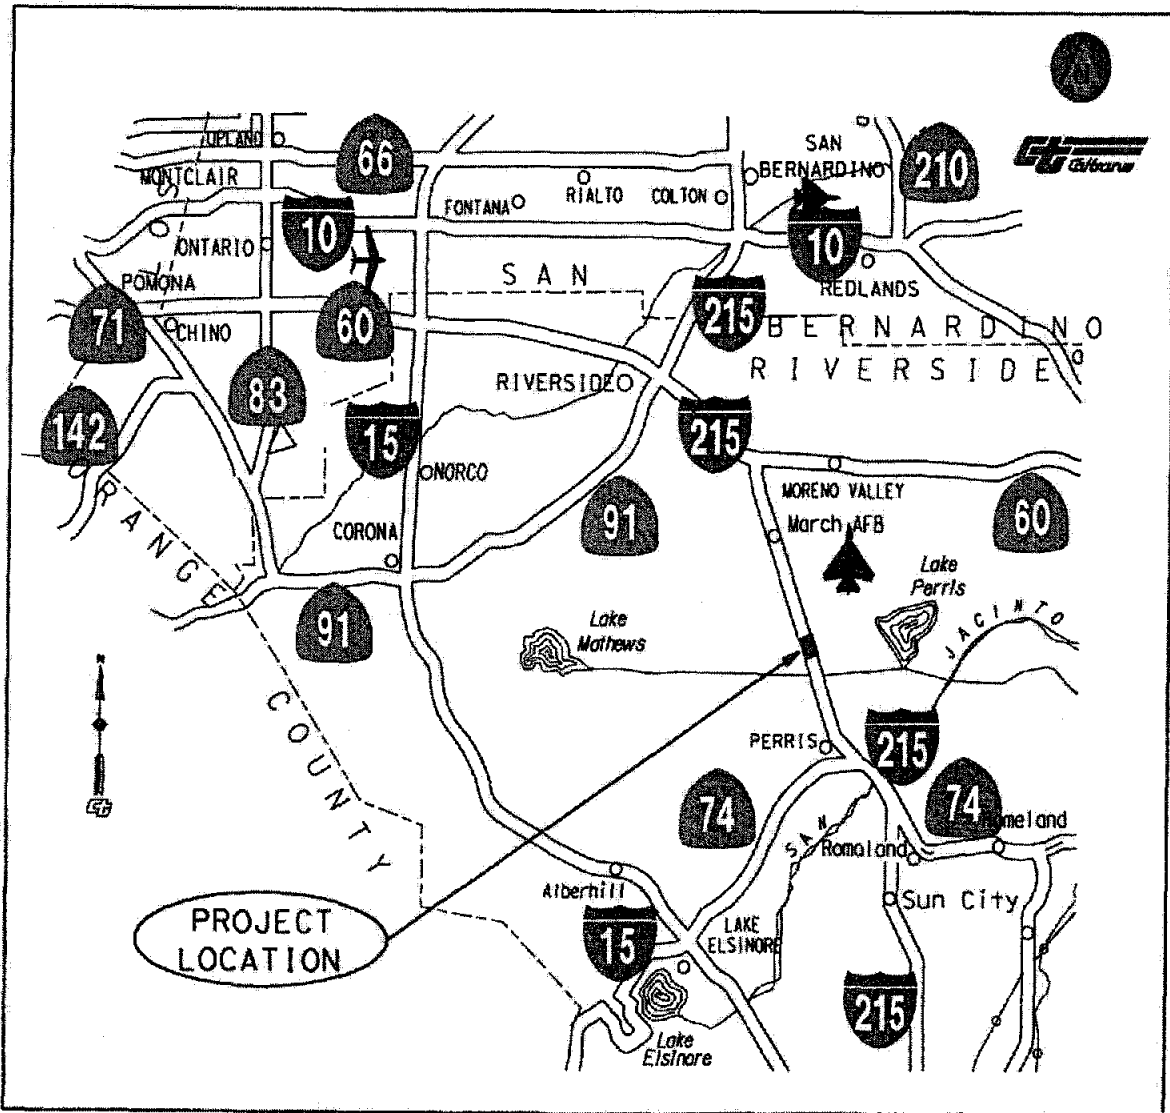 UPLAND
66
SAN
BERNARDINO
210
Caltrans
MONTCLAIR
FONTANA
RIALTO
COLTON
10
10
ONTARIO
REDLANDS
POMONA
SAN
71
CHINO
60
215
BERNARDINO
RIVERSIDE
RIVERSIDE
83
142
15
215
NORCO
MORENO VALLEY
91
March AFB
60
CORONA
ORANGE
COUNTY
Lake
Perris
91
Lake
Mathews
JACINTO
N
PERRIS
215
74
74
SAN
Romoland
Homeland
Alberhill
Sun City
PROJECT
LOCATION
15
LAKE
ELSINORE
215
Lake
Elsinore